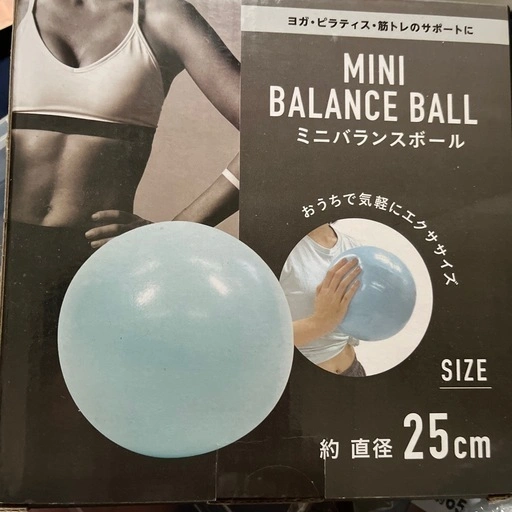 ヨガ・ピラティス・筋トレのサポートに
MINI
BALANCE BALL
ミニバランスボール
おうちで気軽にエクササイズ
SIZE
約 直径 25cm